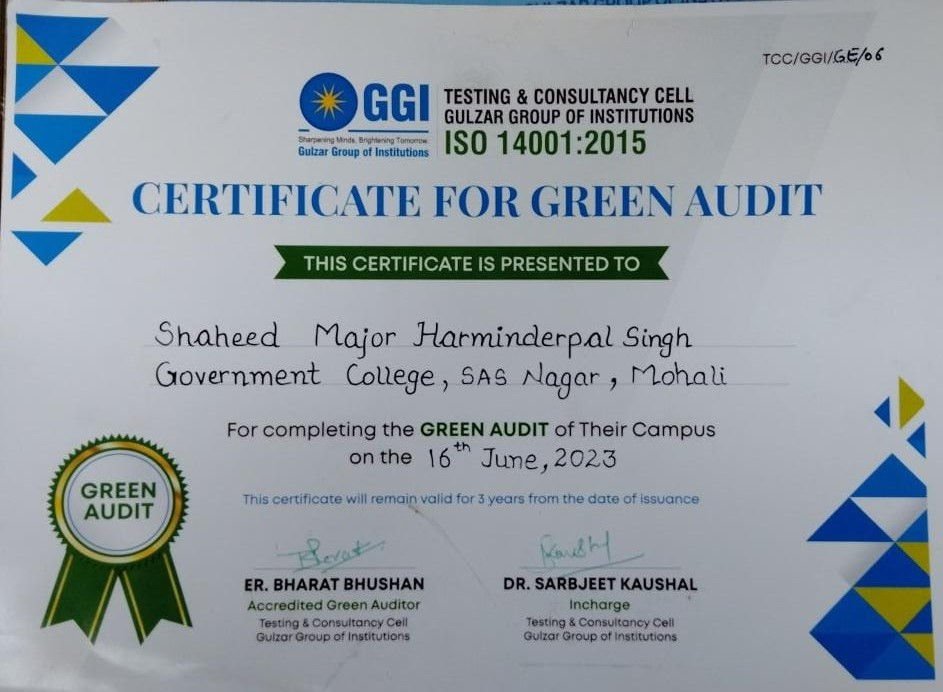 TCC/GGI/GE/06
GGI
Sharpening Minds, Brightening Tomorrow
Gulzar Group of Institutions
TESTING & CONSULTANCY CELL
GULZAR GROUP OF INSTITUTIONS
ISO 14001:2015
CERTIFICATE FOR GREEN AUDIT
THIS CERTIFICATE IS PRESENTED TO
Shaheed Major Harminderpal Singh
Government College, SAS Nagar, Mohali
For completing the GREEN AUDIT of Their Campus
on the 16th June, 2023
This certificate will remain valid for 3 years from the date of issuance
GREEN
AUDIT
Bharat
ER. BHARAT BHUSHAN
Accredited Green Auditor
Testing & Consultancy Cell
Gulzar Group of Institutions
DR. SARBJEET KAUSHAL
Incharge
Testing & Consultancy Cell
Gulzar Group of Institutions